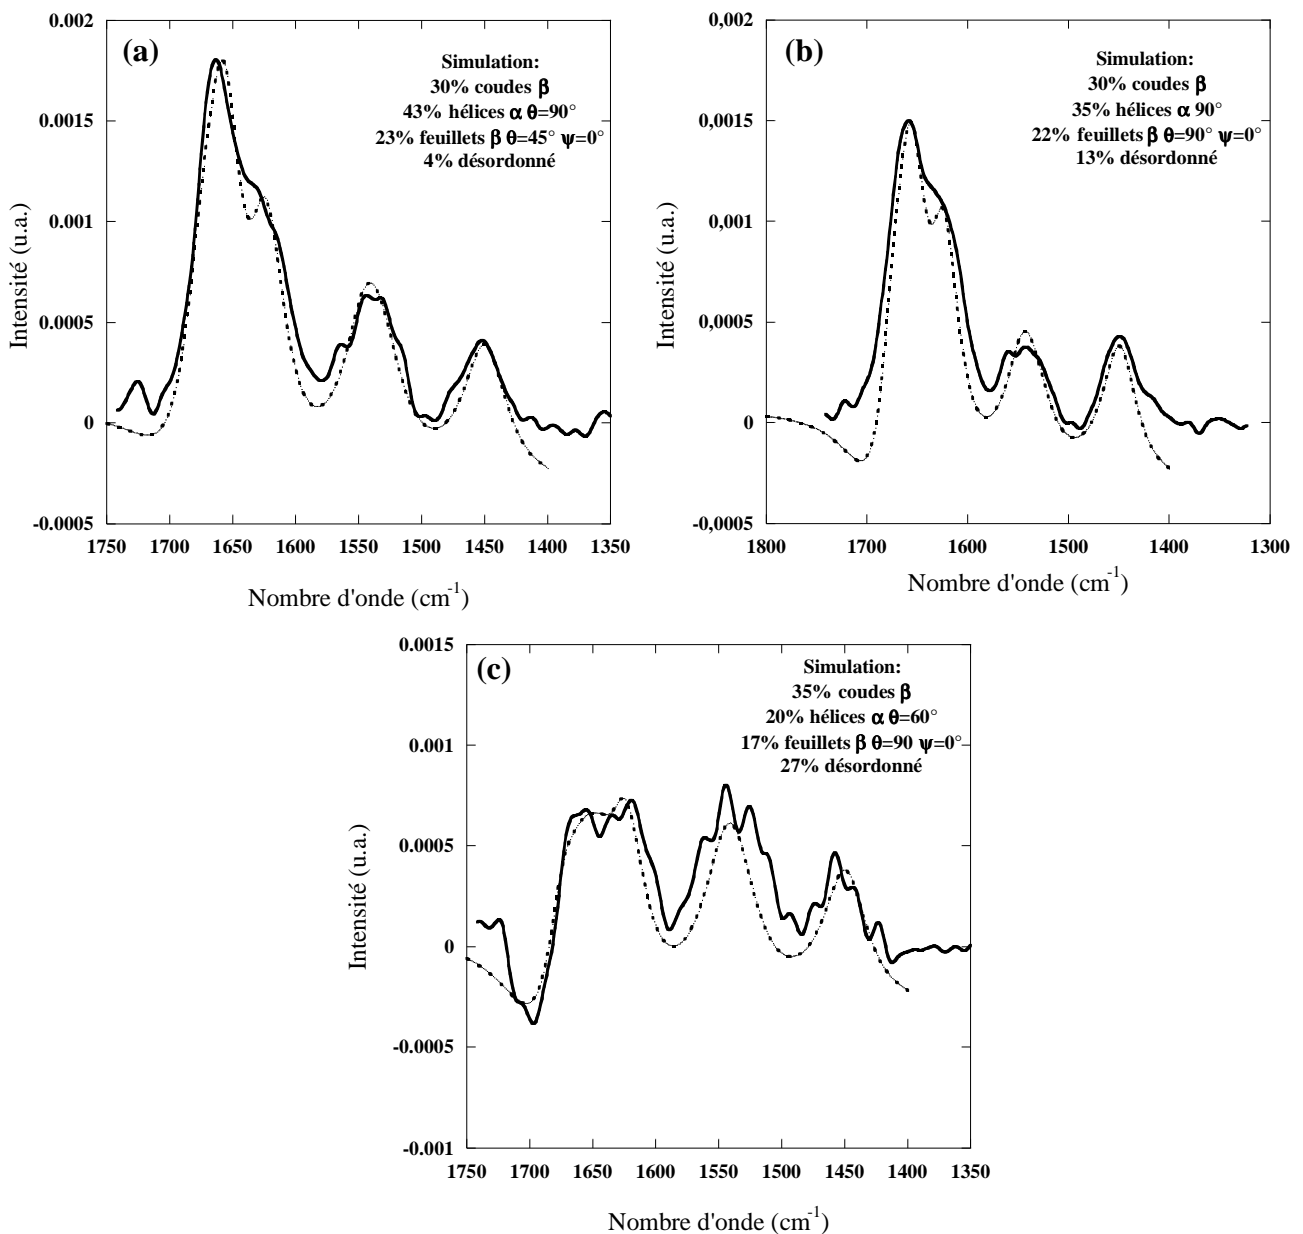 (a)
Simulation:
30% coudes β
43% hélices α θ=90°
23% feuillets β θ=45° ψ=0°
4% désordonné
0.002
0.0015
0.001
0.0005
0
-0.0005
Intensité (u.a.)
1750 1700 1650 1600 1550 1500 1450 1400 1350
Nombre d'onde (cm-1)
(b)
Simulation:
30% coudes β
35% hélices α 90°
22% feuillets β θ=90° ψ=0°
13% désordonné
0,002
0,0015
0,001
0,0005
0
-0,0005
Intensité (u.a.)
1800 1700 1600 1500 1400 1300
Nombre d'onde (cm-1)
(c)
Simulation:
35% coudes β
20% hélices α θ=60°
17% feuillets β θ=90 ψ=0°
27% désordonné
0.0015
0.001
0.0005
0
-0.0005
-0.001
Intensité (u.a.)
1750 1700 1650 1600 1550 1500 1450 1400 1350
Nombre d'onde (cm-1)